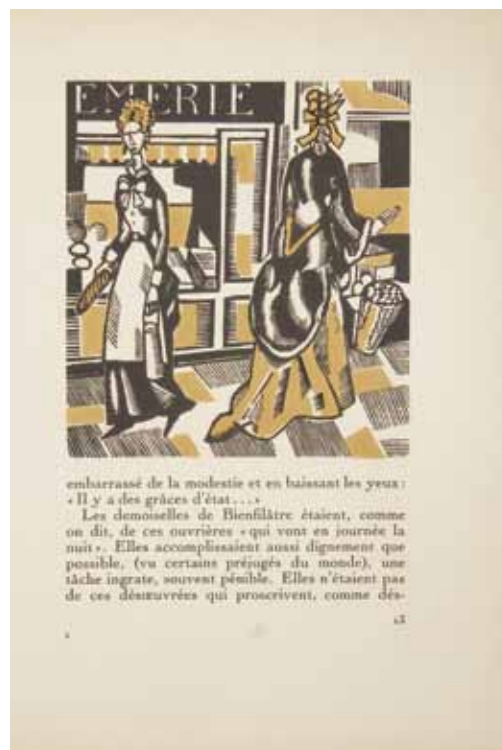 EMERIE
embarrassé de la modestie et en baissant les yeux :
« Il y a des grâces d'état... »
Les demoiselles de Bienfilâtre étaient, comme
on dit, de ces ouvrières « qui vont en journée la
nuit ». Elles accomplissaient aussi dignement que
possible, (vu certains préjugés du monde), une
tâche ingrate, souvent pénible. Elles n'étaient pas
de ces désœuvrées qui proscrivent, comme dés-